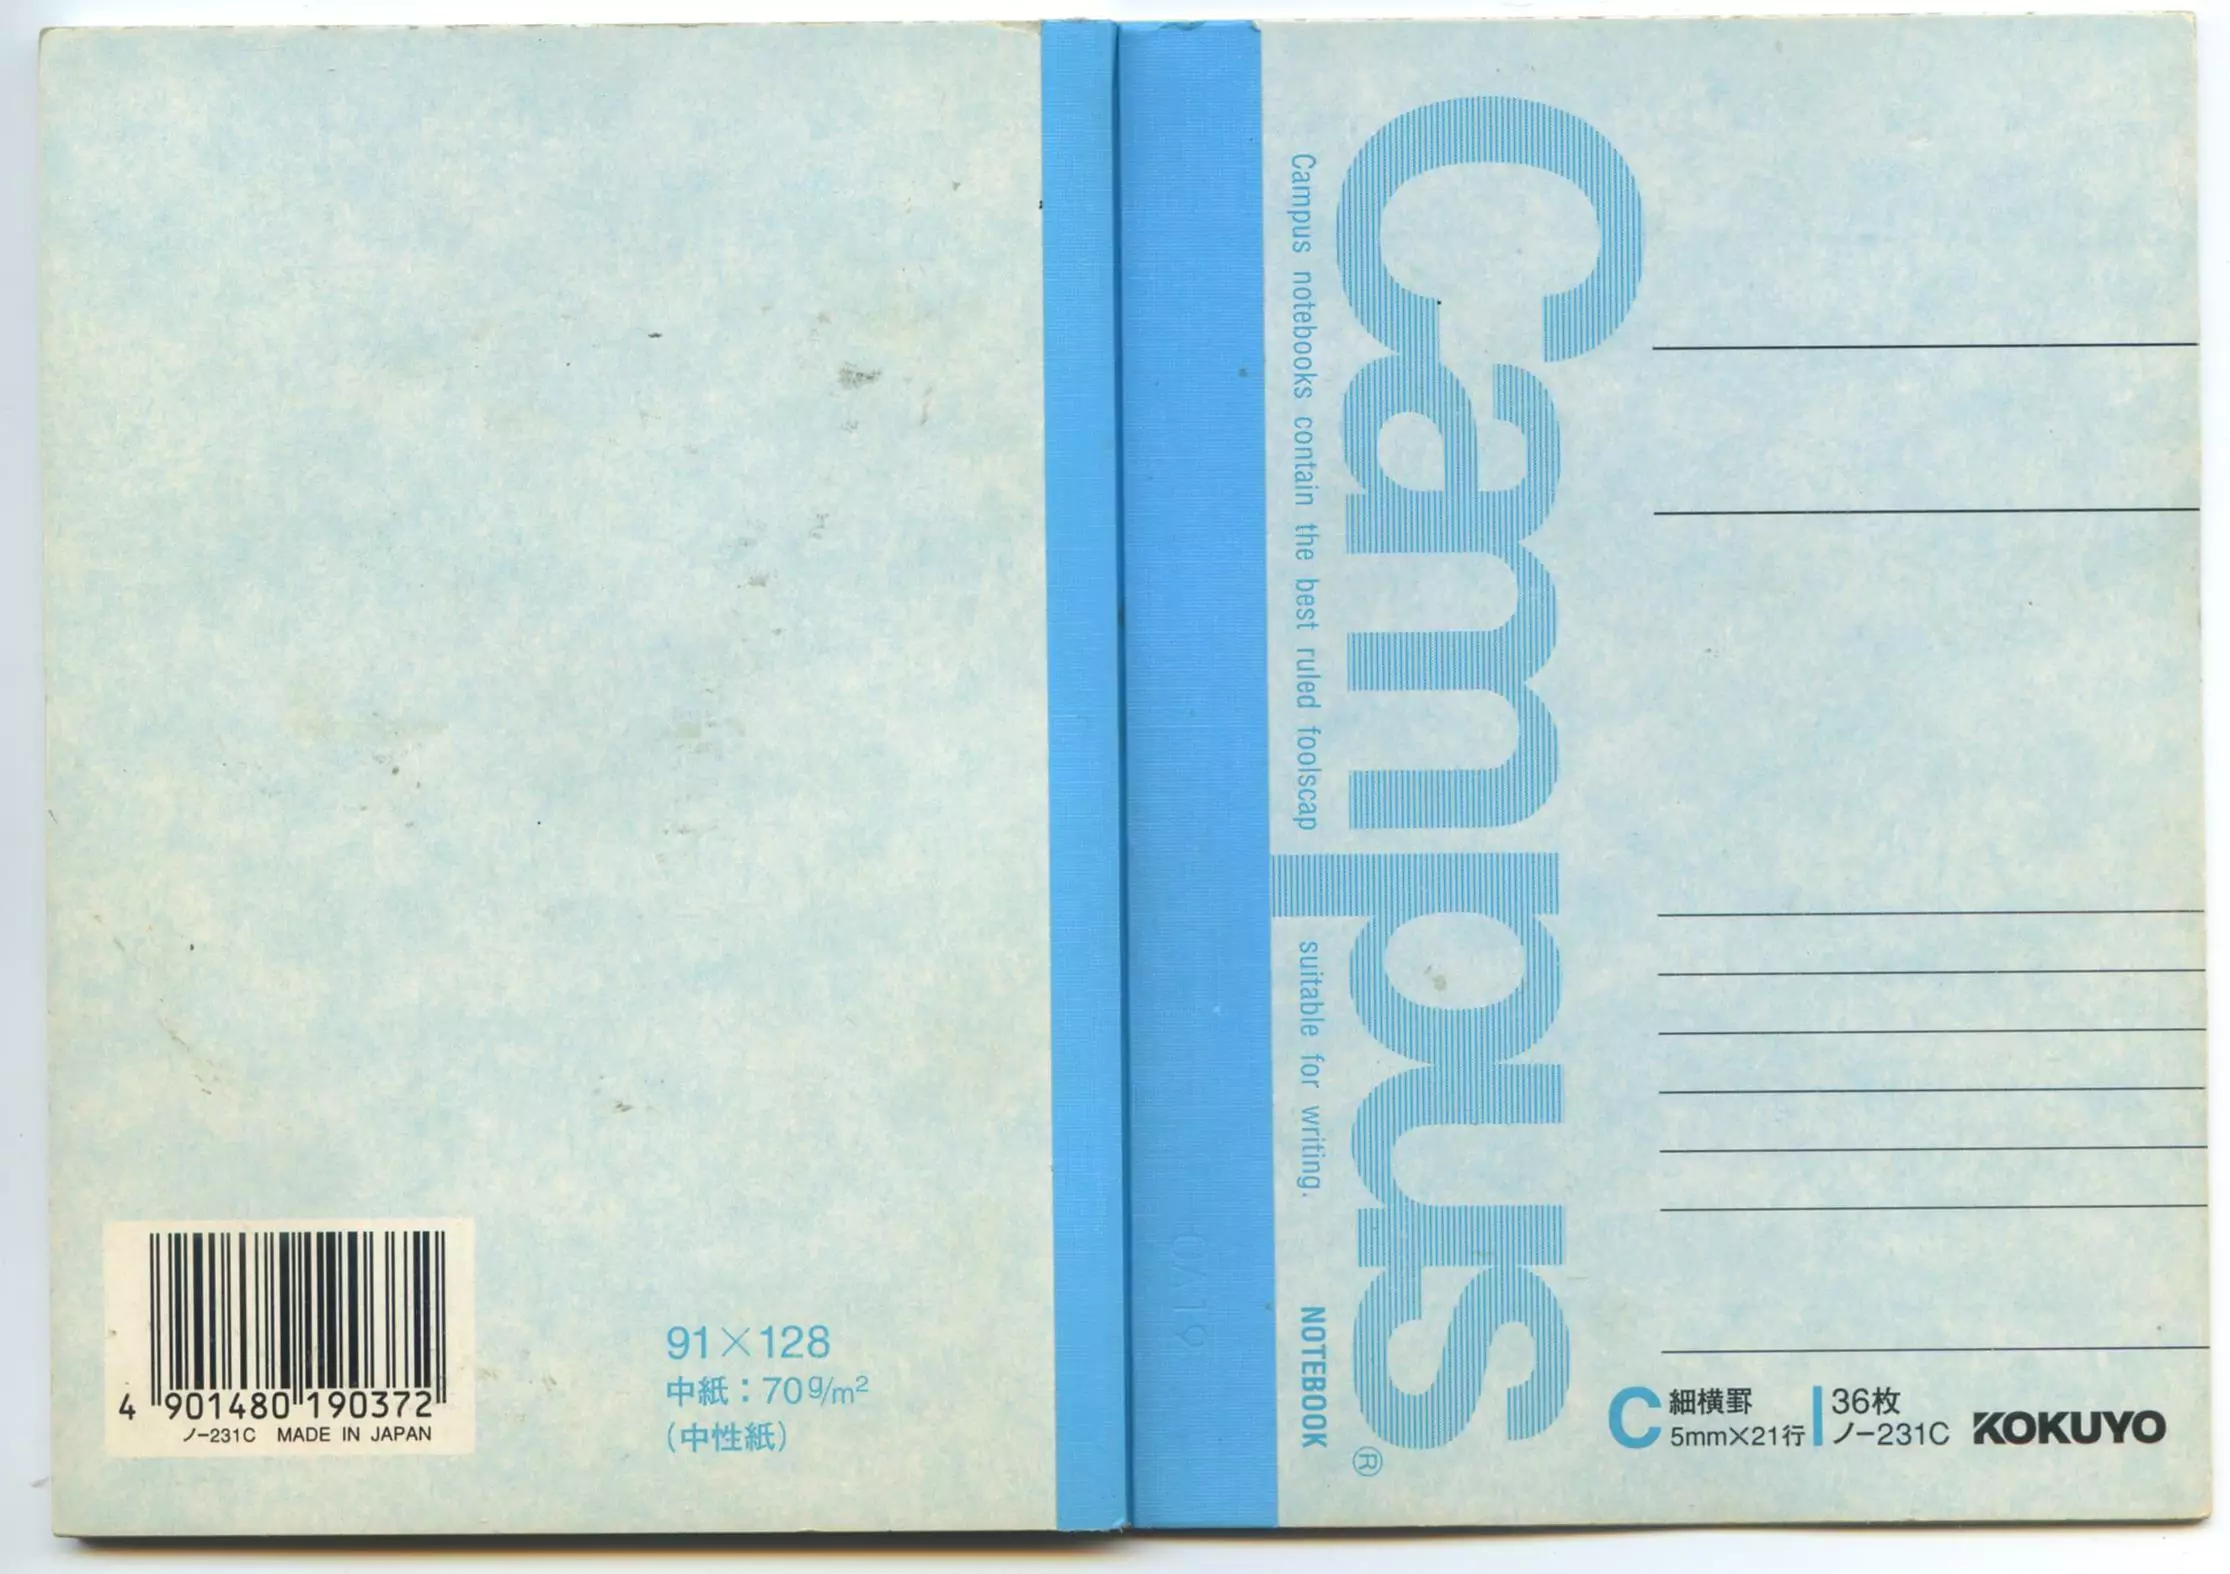 Campus
Campus notebooks contain the best ruled foolscap suitable for writing.
NOTEBOOK
®
C 細横罫 36枚
5mm×21行 ノ-231C
KOKUYO
91×128
中紙:70g/m²
(中性紙)
4 901480 190372
ノ-231C MADE IN JAPAN